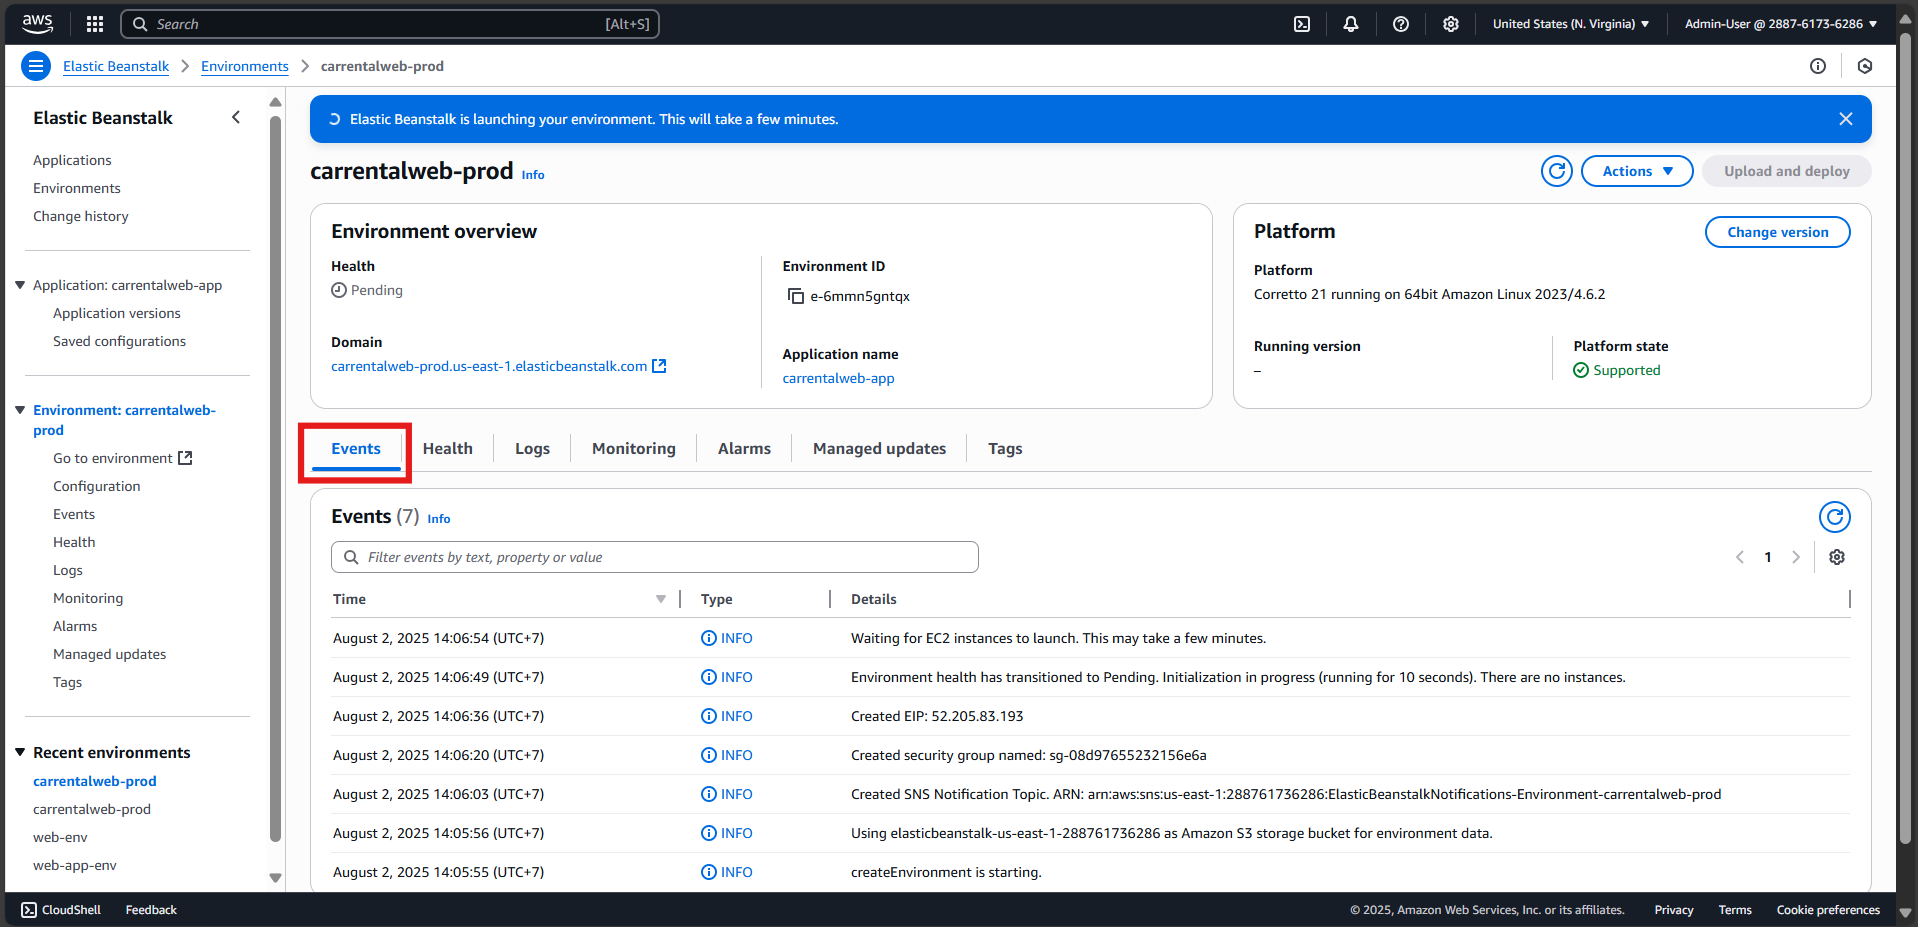 aws
Search
[Alt+S]
United States (N. Virginia)
Admin-User @ 2887-6173-6286
Elastic Beanstalk
Environments
carrentalweb-prod
Elastic Beanstalk
Applications
Environments
Change history
Application: carrentalweb-app
Application versions
Saved configurations
Environment: carrentalweb-
prod
Go to environment
Configuration
Events
Health
Logs
Monitoring
Alarms
Managed updates
Tags
Recent environments
carrentalweb-prod
carrentalweb-prod
web-env
web-app-env
Elastic Beanstalk is launching your environment. This will take a few minutes.
carrentalweb-prod Info
Actions
Upload and deploy
Environment overview
Health
Pending
Domain
carrentalweb-prod.us-east-1.elasticbeanstalk.com
Environment ID
e-6mmn5gntqx
Application name
carrentalweb-app
Platform
Change version
Platform
Corretto 21 running on 64bit Amazon Linux 2023/4.6.2
Running version
–
Platform state
Supported
Events
Health
Logs
Monitoring
Alarms
Managed updates
Tags
Events (7) Info
Filter events by text, property or value
1
Time Type Details
August 2, 2025 14:06:54 (UTC+7) INFO Waiting for EC2 instances to launch. This may take a few minutes.
August 2, 2025 14:06:49 (UTC+7) INFO Environment health has transitioned to Pending. Initialization in progress (running for 10 seconds). There are no instances.
August 2, 2025 14:06:36 (UTC+7) INFO Created EIP: 52.205.83.193
August 2, 2025 14:06:20 (UTC+7) INFO Created security group named: sg-08d97655232156e6a
August 2, 2025 14:06:03 (UTC+7) INFO Created SNS Notification Topic. ARN: arn:aws:sns:us-east-1:288761736286:ElasticBeanstalkNotifications-Environment-carrentalweb-prod
August 2, 2025 14:05:56 (UTC+7) INFO Using elasticbeanstalk-us-east-1-288761736286 as Amazon S3 storage bucket for environment data.
August 2, 2025 14:05:55 (UTC+7) INFO createEnvironment is starting.
CloudShell
Feedback
© 2025, Amazon Web Services, Inc. or its affiliates.
Privacy
Terms
Cookie preferences